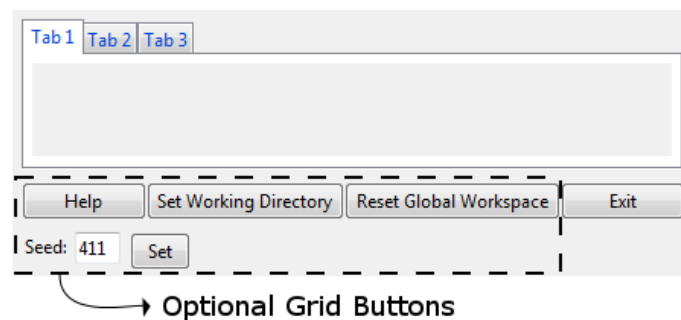 Tab 1 Tab 2 Tab 3
Help Set Working Directory Reset Global Workspace Exit
Seed: 411 Set
Optional Grid Buttons